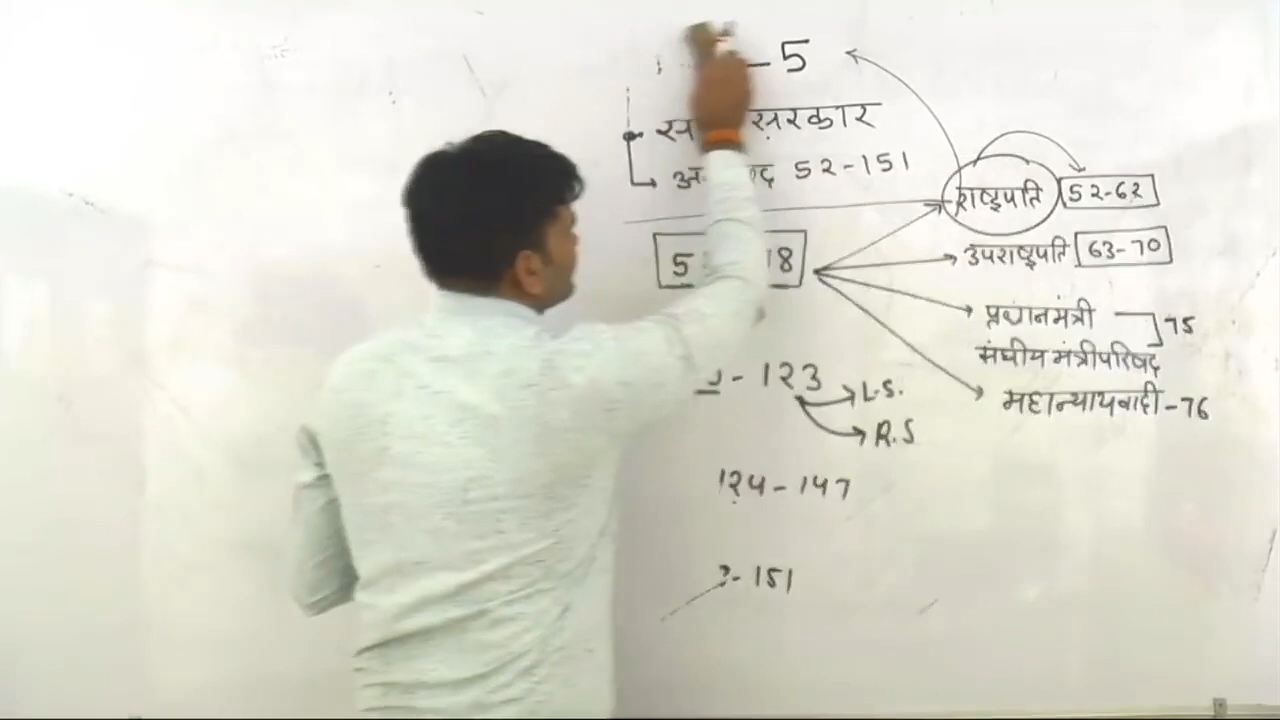 - 5
सरकार
52-151
राष्ट्रपति 52-62
उपराष्ट्रपति 63-70
प्रधानमंत्री
75
संघीय मंत्रीपरिषद
महान्यायवादी - 76
- 123
L.S.
R.S
124 - 147
- 151